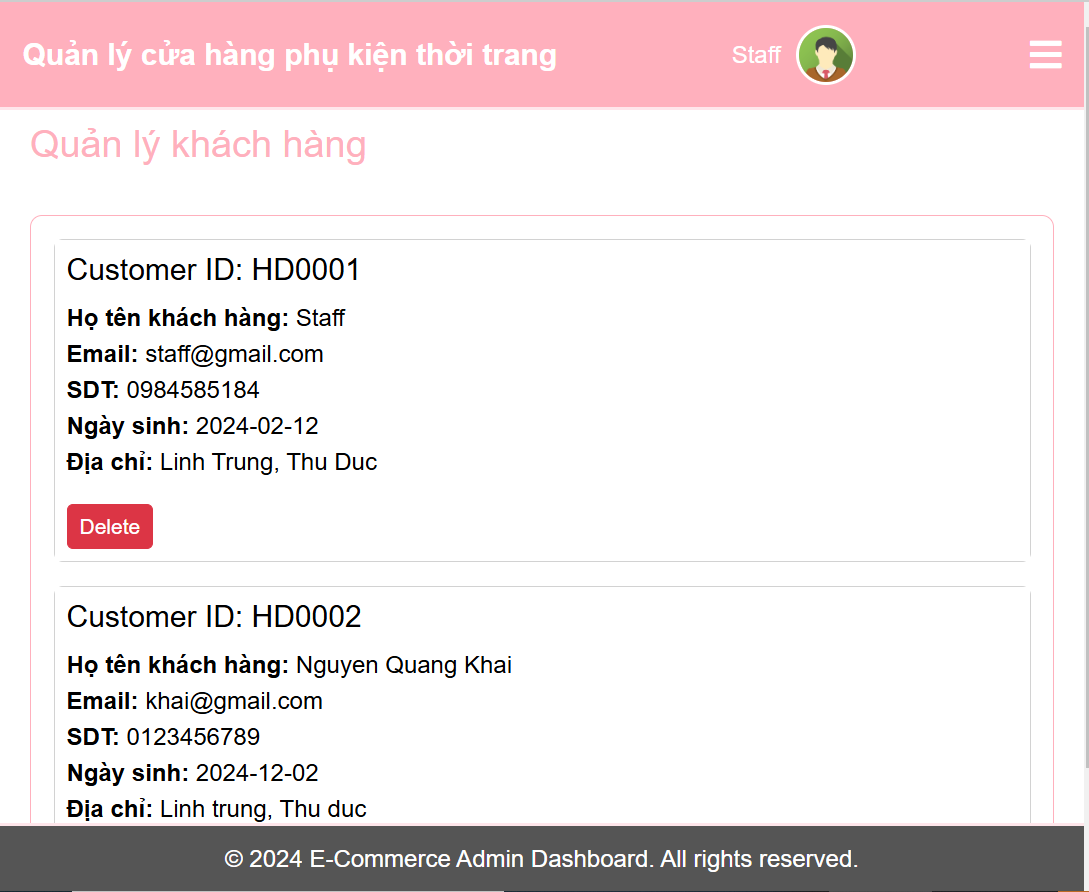 Quản lý cửa hàng phụ kiện thời trang
Staff
Quản lý khách hàng
Customer ID: HD0001
Họ tên khách hàng: Staff
Email: staff@gmail.com
SDT: 0984585184
Ngày sinh: 2024-02-12
Địa chỉ: Linh Trung, Thu Duc
Delete
Customer ID: HD0002
Họ tên khách hàng: Nguyen Quang Khai
Email: khai@gmail.com
SDT: 0123456789
Ngày sinh: 2024-12-02
Địa chỉ: Linh trung, Thu duc
© 2024 E-Commerce Admin Dashboard. All rights reserved.